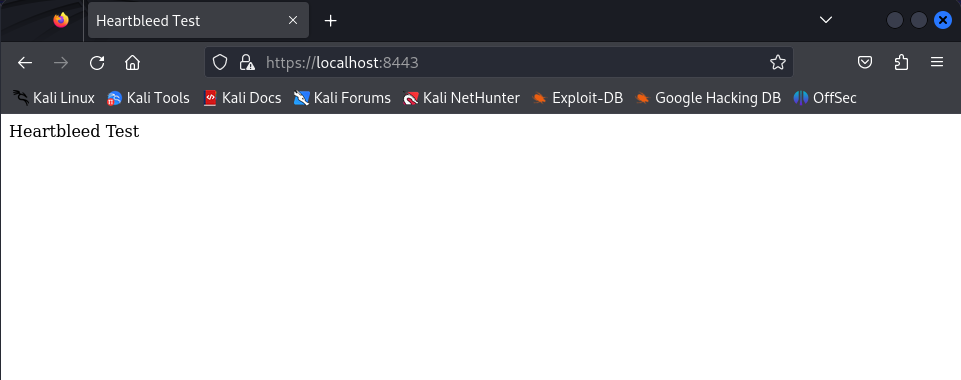 Heartbleed Test
https://localhost:8443
Kali Linux Kali Tools Kali Docs Kali Forums Kali NetHunter Exploit-DB Google Hacking DB OffSec
Heartbleed Test